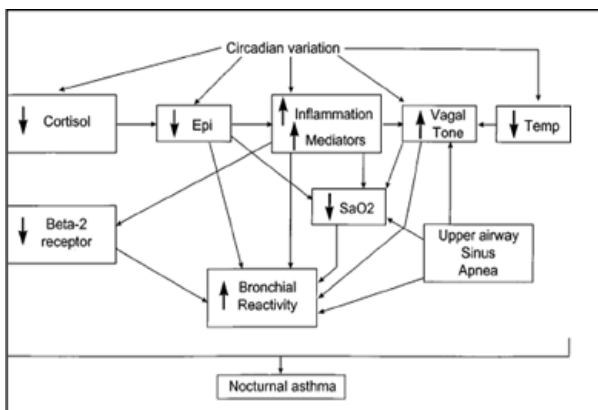 Circadian variation
Cortisol
Epi
Inflammation
Mediators
Vagal
Tone
Temp
Beta-2
receptor
SaO2
Upper airway
Sinus
Apnea
Bronchial
Reactivity
Nocturnal asthma